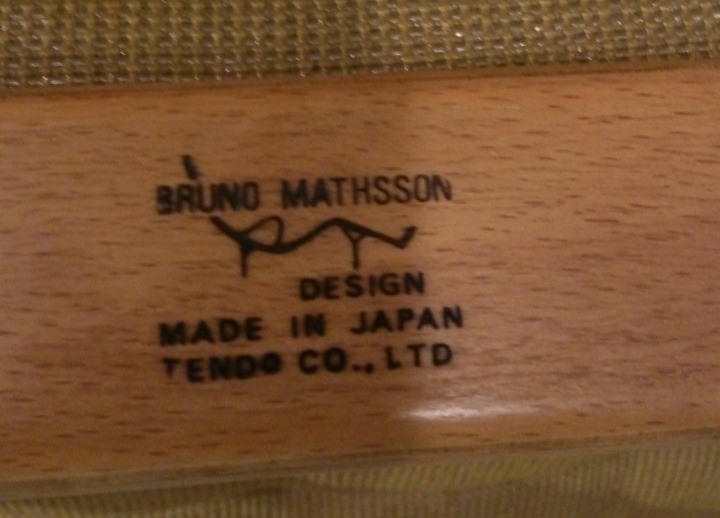 BRUNO MATHSSON
DESIGN
MADE IN JAPAN
TENDO CO., LTD